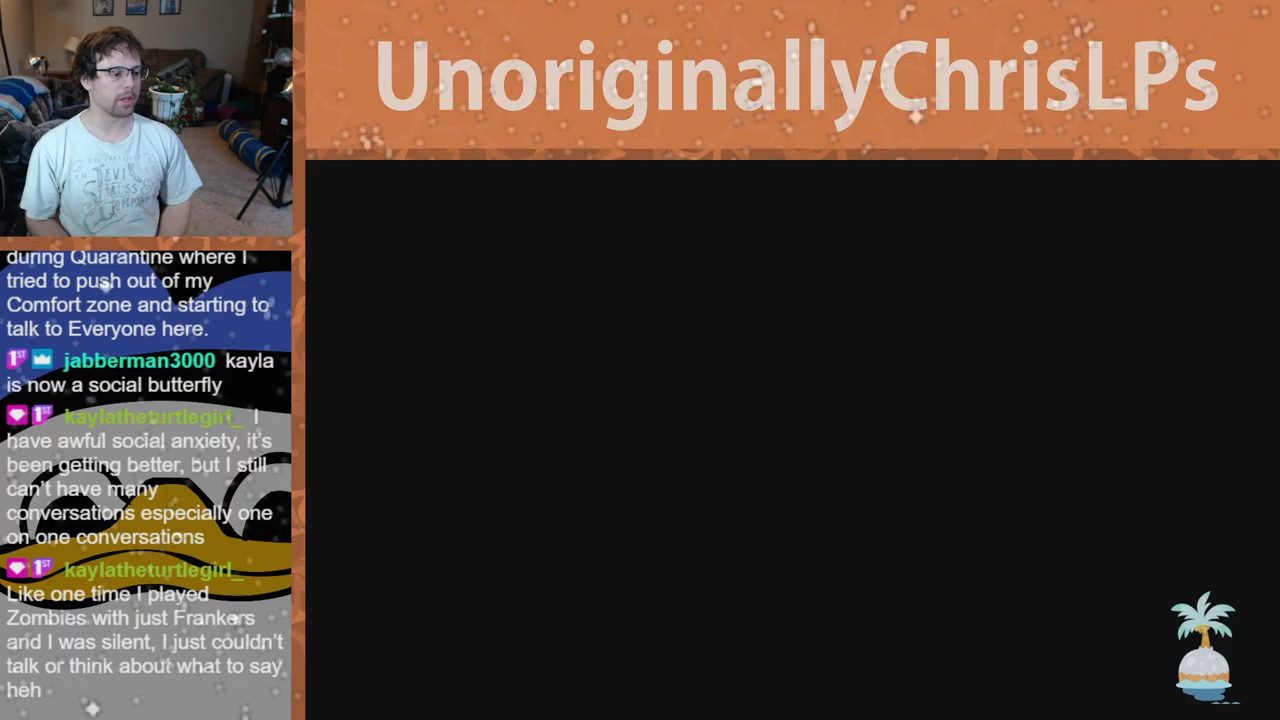 UnoriginallyChrisLPs
LEVI
STRAUSS &
COMPANY
during Quarantine where I
tried to push out of my
Comfort zone and starting to
talk to Everyone here.
jabberman3000 kayla
is now a social butterfly
kaylatheturtlegirl_ I
have awful social anxiety, it's
been getting better, but I still
can't have many
conversations especially one
on one conversations
kaylatheturtlegirl_
Like one time I played
Zombies with just Frankers
and I was silent, I just couldn't
talk or think about what to say
heh